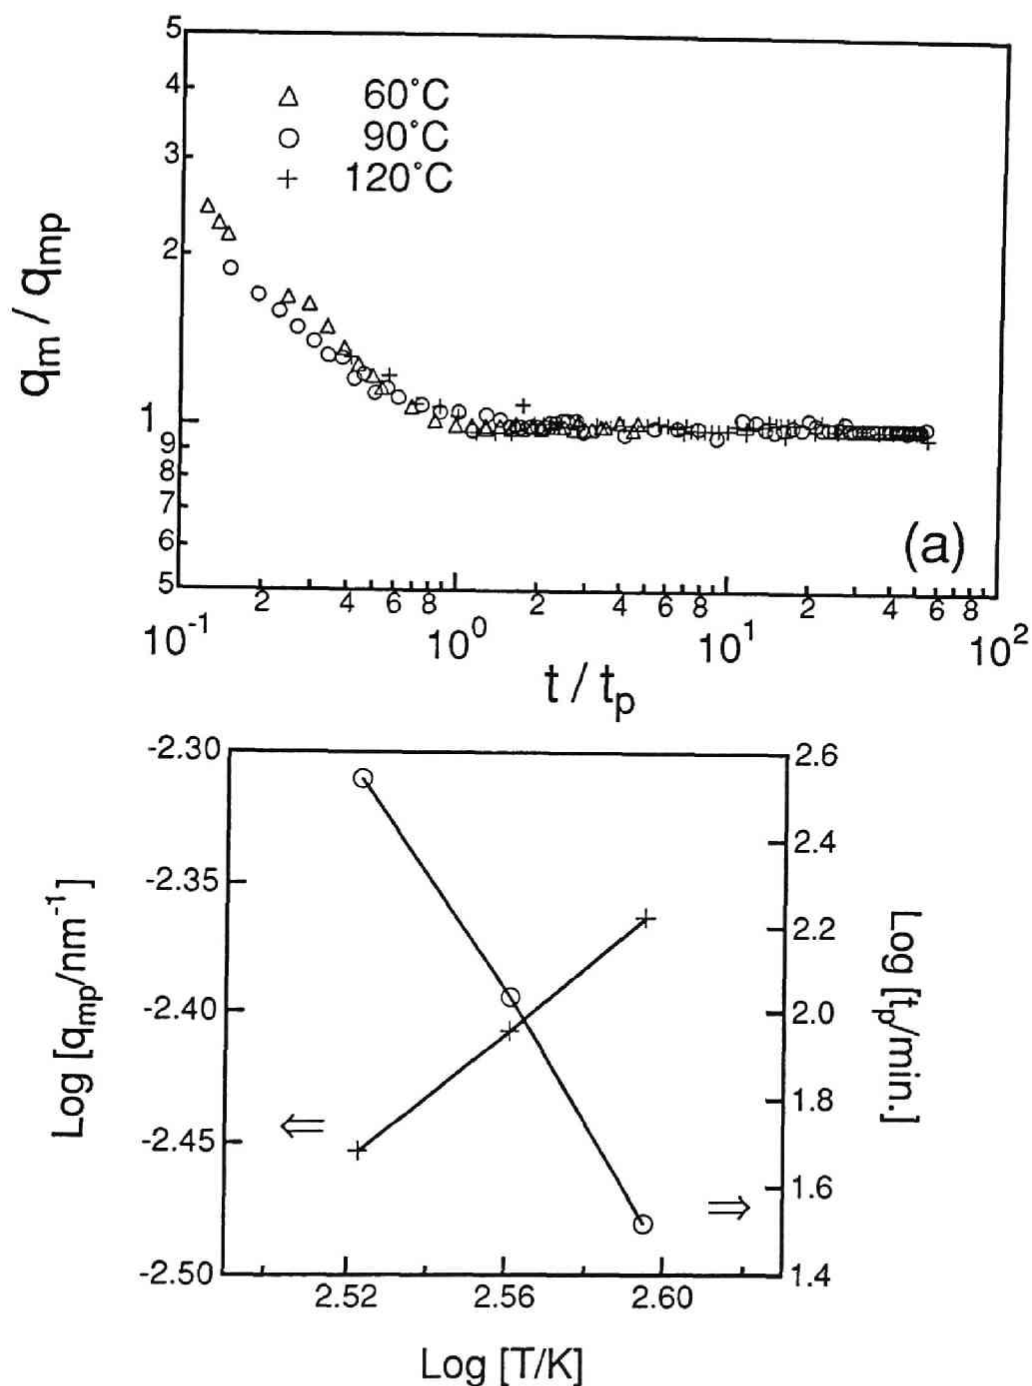 5
4
3
2
1
9
8
7
6
5
q_m / q_mp
△ 60°C
○ 90°C
+ 120°C
(a)
2 4 6 8 2 4 6 8 2 4 6 8
10^-1 10^0 10^1 10^2
t / t_p
-2.30
-2.35
-2.40
-2.45
-2.50
Log [q_mp/nm^-1]
⇐
⇒
2.6
2.4
2.2
2.0
1.8
1.6
1.4
Log [t_p/min.]
2.52 2.56 2.60
Log [T/K]